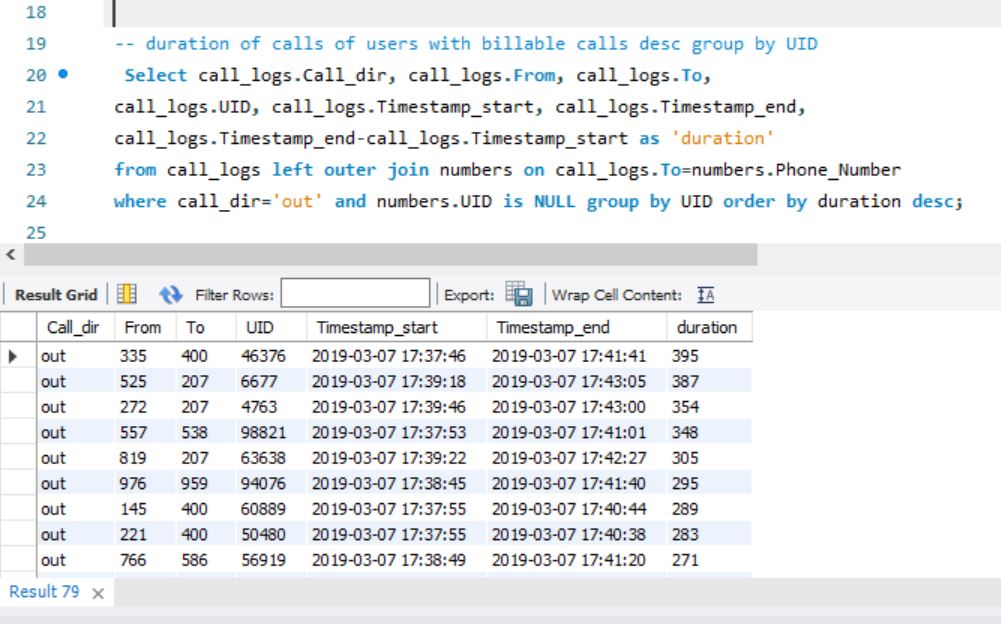 18
19 -- duration of calls of users with billable calls desc group by UID
20 Select call_logs.Call_dir, call_logs.From, call_logs.To,
21 call_logs.UID, call_logs.Timestamp_start, call_logs.Timestamp_end,
22 call_logs.Timestamp_end-call_logs.Timestamp_start as 'duration'
23 from call_logs left outer join numbers on call_logs.To=numbers.Phone_Number
24 where call_dir='out' and numbers.UID is NULL group by UID order by duration desc;
25
Result Grid Filter Rows: Export: Wrap Cell Content: IA
Call_dir From To UID Timestamp_start Timestamp_end duration
out 335 400 46376 2019-03-07 17:37:46 2019-03-07 17:41:41 395
out 525 207 6677 2019-03-07 17:39:18 2019-03-07 17:43:05 387
out 272 207 4763 2019-03-07 17:39:46 2019-03-07 17:43:00 354
out 557 538 98821 2019-03-07 17:37:53 2019-03-07 17:41:01 348
out 819 207 63638 2019-03-07 17:39:22 2019-03-07 17:42:27 305
out 976 959 94076 2019-03-07 17:38:45 2019-03-07 17:41:40 295
out 145 400 60889 2019-03-07 17:37:55 2019-03-07 17:40:44 289
out 221 400 50480 2019-03-07 17:37:55 2019-03-07 17:40:38 283
out 766 586 56919 2019-03-07 17:38:49 2019-03-07 17:41:20 271
Result 79